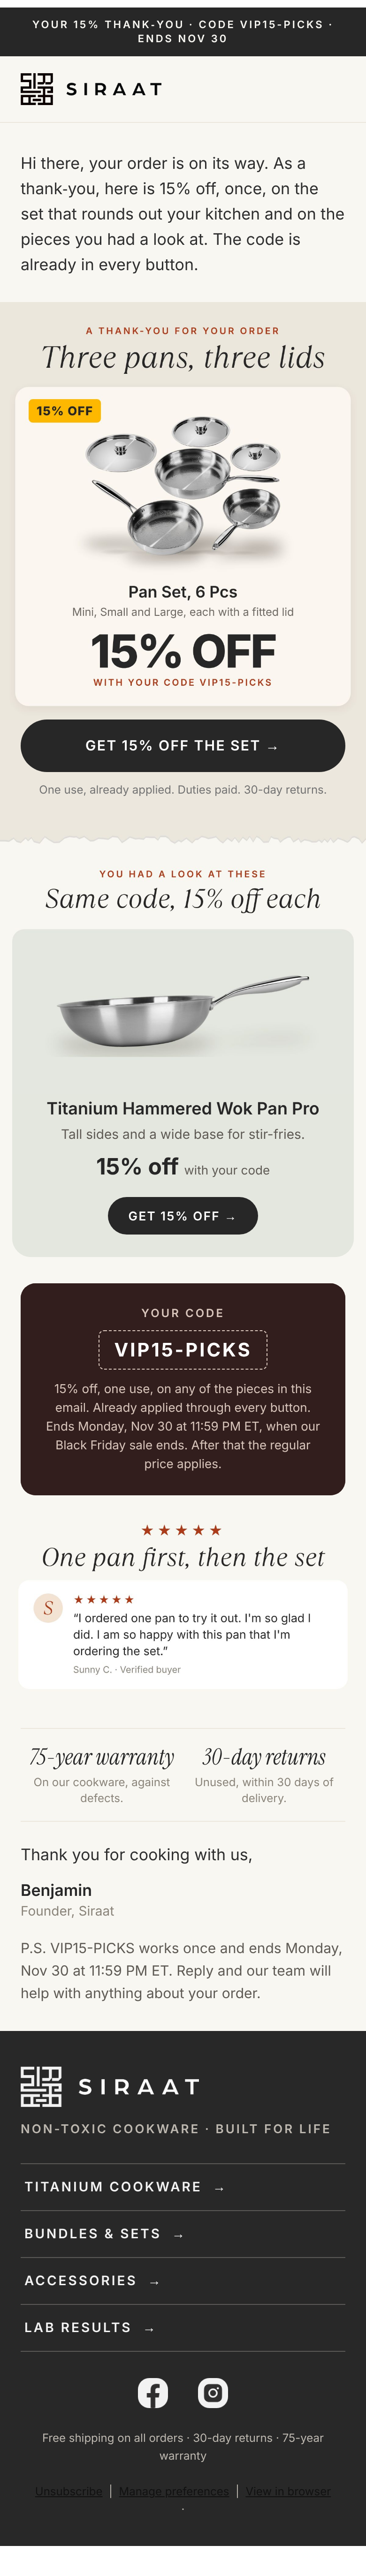 YOUR 15% THANK-YOU · CODE VIP15-PICKS ·
ENDS NOV 30
SIRAAT
Hi there, your order is on its way. As a
thank-you, here is 15% off, once, on the
set that rounds out your kitchen and on the
pieces you had a look at. The code is
already in every button.
A THANK-YOU FOR YOUR ORDER
Three pans, three lids
15% OFF
Pan Set, 6 Pcs
Mini, Small and Large, each with a fitted lid
15% OFF
WITH YOUR CODE VIP15-PICKS
GET 15% OFF THE SET →
One use, already applied. Duties paid. 30-day returns.
YOU HAD A LOOK AT THESE
Same code, 15% off each
Titanium Hammered Wok Pan Pro
Tall sides and a wide base for stir-fries.
15% off with your code
GET 15% OFF →
YOUR CODE
VIP15-PICKS
15% off, one use, on any of the pieces in this
email. Already applied through every button.
Ends Monday, Nov 30 at 11:59 PM ET, when our
Black Friday sale ends. After that the regular
price applies.
★★★★★
One pan first, then the set
S
★★★★★
“I ordered one pan to try it out. I'm so glad I
did. I am so happy with this pan that I'm
ordering the set.”
Sunny C. · Verified buyer
75-year warranty
On our cookware, against
defects.
30-day returns
Unused, within 30 days of
delivery.
Thank you for cooking with us,
Benjamin
Founder, Siraat
P.S. VIP15-PICKS works once and ends Monday,
Nov 30 at 11:59 PM ET. Reply and our team will
help with anything about your order.
SIRAAT
NON-TOXIC COOKWARE · BUILT FOR LIFE
TITANIUM COOKWARE →
BUNDLES & SETS →
ACCESSORIES →
LAB RESULTS →
Free shipping on all orders · 30-day returns · 75-year
warranty
Unsubscribe | Manage preferences | View in browser
·